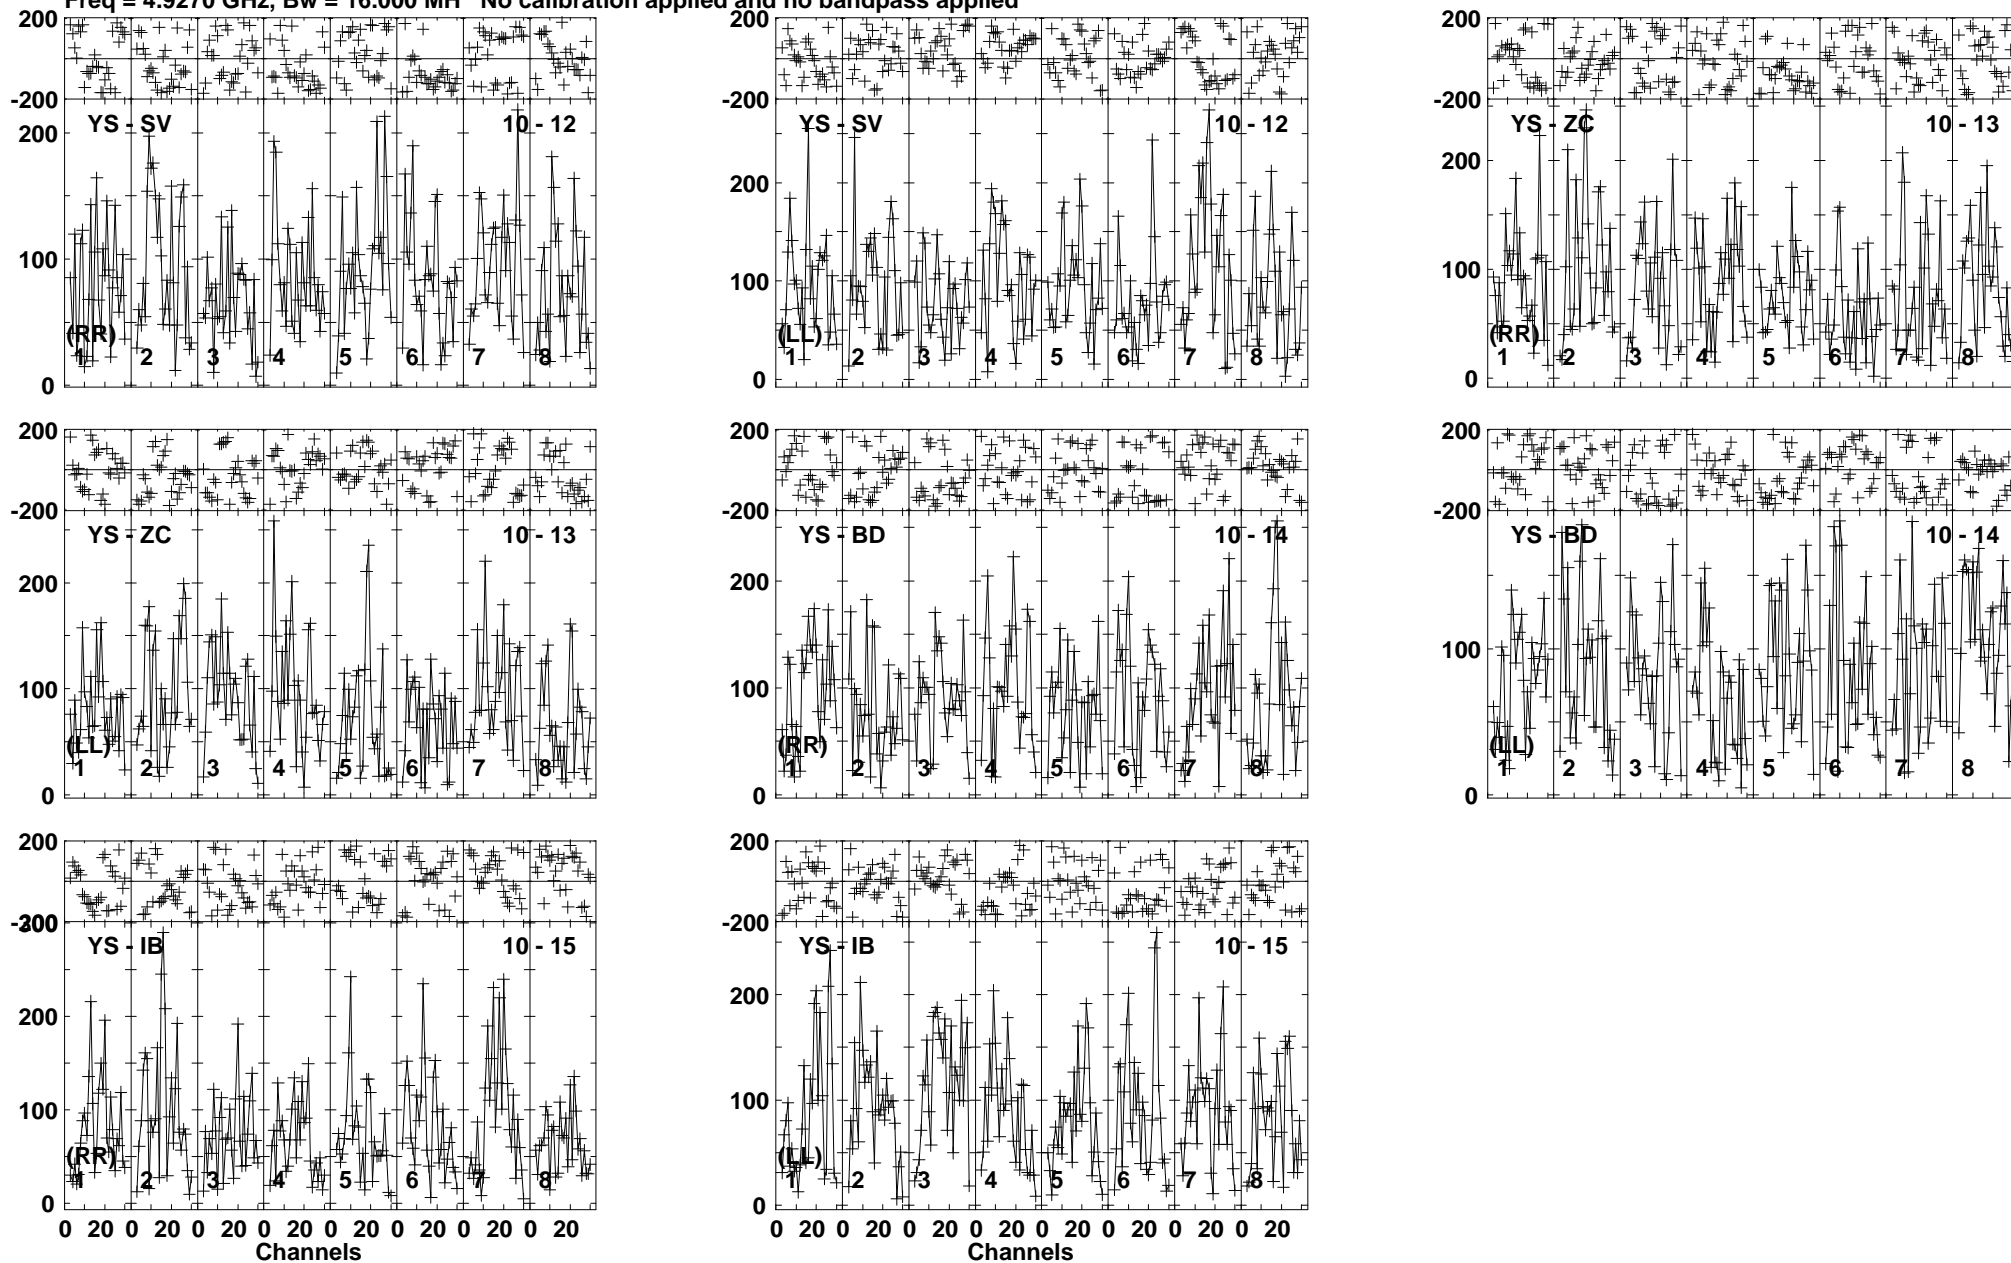 Freq = 4.9270 GHz, Bw = 16.000 MH No calibration applied and no bandpass applied
200
-200
YS - SV 10 - 12
200
100
0
(RR)
1 2 3 4 5 6 7 8
200
-200
YS - SV 10 - 12
200
100
0
(LL)
1 2 3 4 5 6 7 8
200
-200
YS - ZC 10 - 13
200
100
0
(RR)
1 2 3 4 5 6 7 8
200
-200
YS - ZC 10 - 13
200
100
0
(LL)
1 2 3 4 5 6 7 8
200
-200
YS - BD 10 - 14
200
100
0
(RR)
1 2 3 4 5 6 7 8
200
-200
YS - BD 10 - 14
100
0
(LL)
1 2 3 4 5 6 7 8
200
-200
300
YS - IB 10 - 15
200
100
0
(RR)
1 2 3 4 5 6 7 8
0 20 0 20 0 20 0 20 0 20 0 20 0 20 0 20
Channels
200
-200
YS - IB 10 - 15
200
100
0
(LL)
1 2 3 4 5 6 7 8
0 20 0 20 0 20 0 20 0 20 0 20 0 20 0 20
Channels